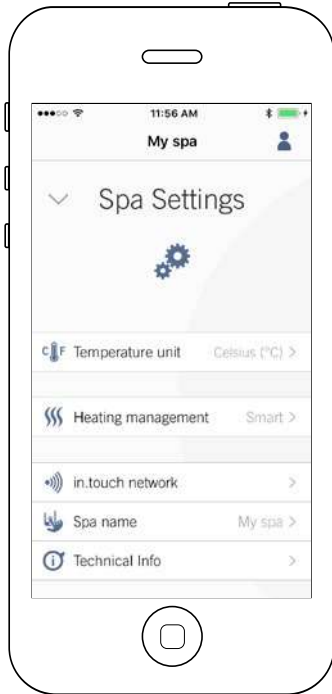 11:56 AM
My spa
Spa Settings
C F Temperature unit Celsius (°C) >
Heating management Smart >
in.touch network >
Spa name My spa >
Technical Info >